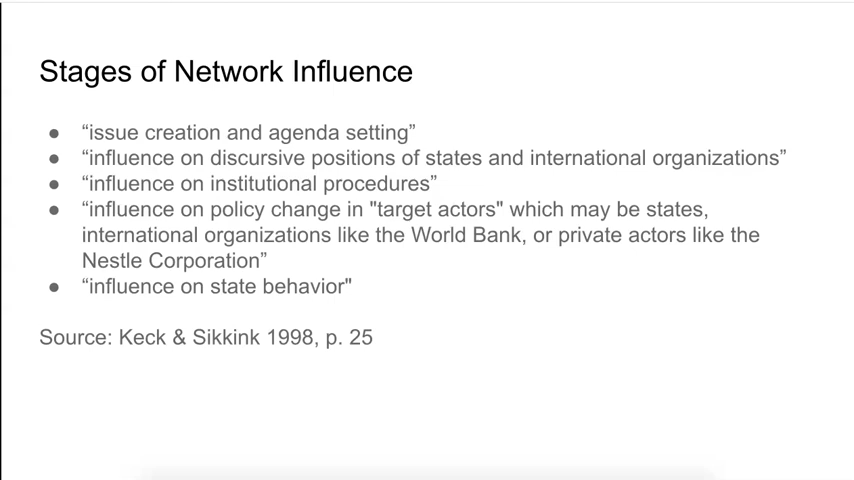 Stages of Network Influence
● “issue creation and agenda setting”
● “influence on discursive positions of states and international organizations”
● “influence on institutional procedures”
● “influence on policy change in "target actors" which may be states,
international organizations like the World Bank, or private actors like the
Nestle Corporation”
● “influence on state behavior"
Source: Keck & Sikkink 1998, p. 25